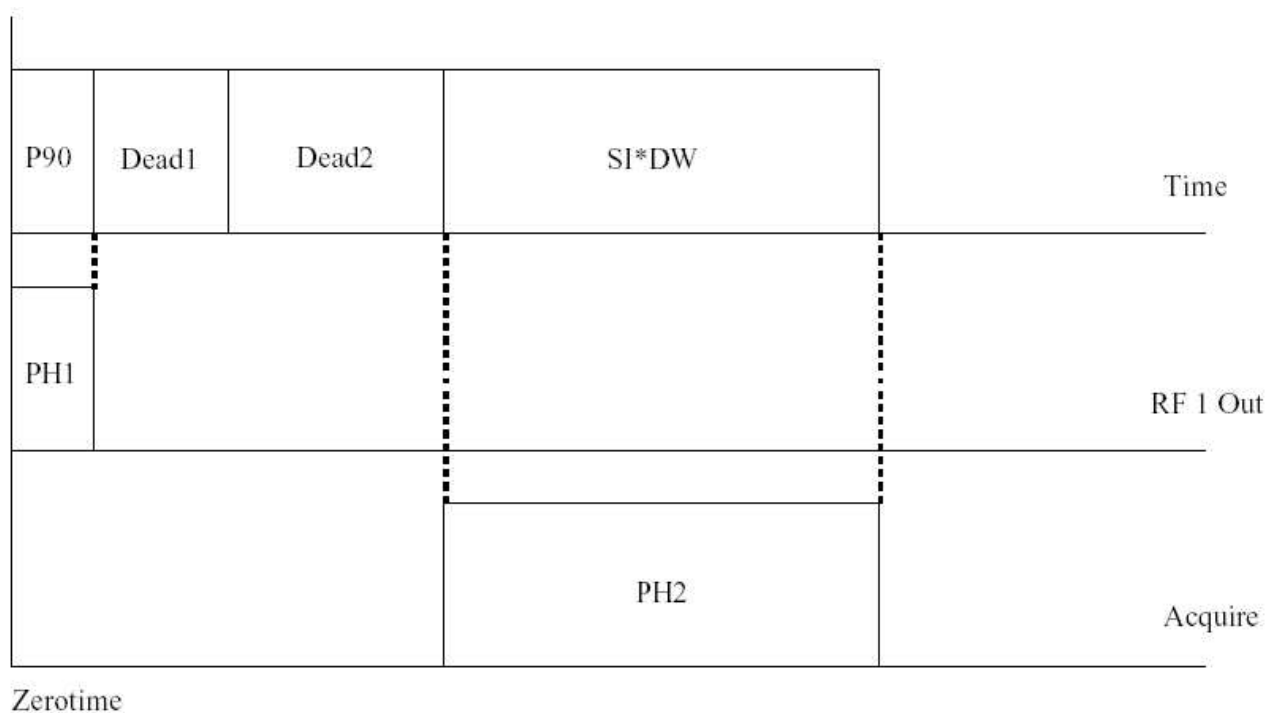 P90 Dead1 Dead2 SI*DW
Time
PH1
RF 1 Out
PH2
Acquire
Zerotime